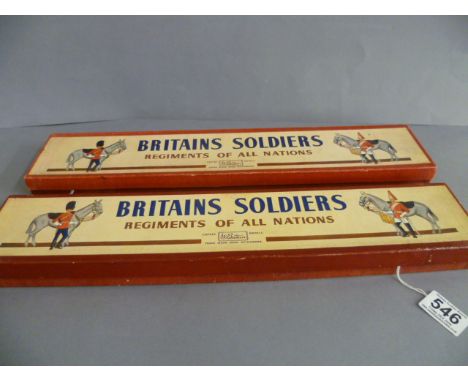 BRITAINS SOLDIERS
REGIMENTS OF ALL NATIONS
BRITAINS SOLDIERS
REGIMENTS OF ALL NATIONS
546